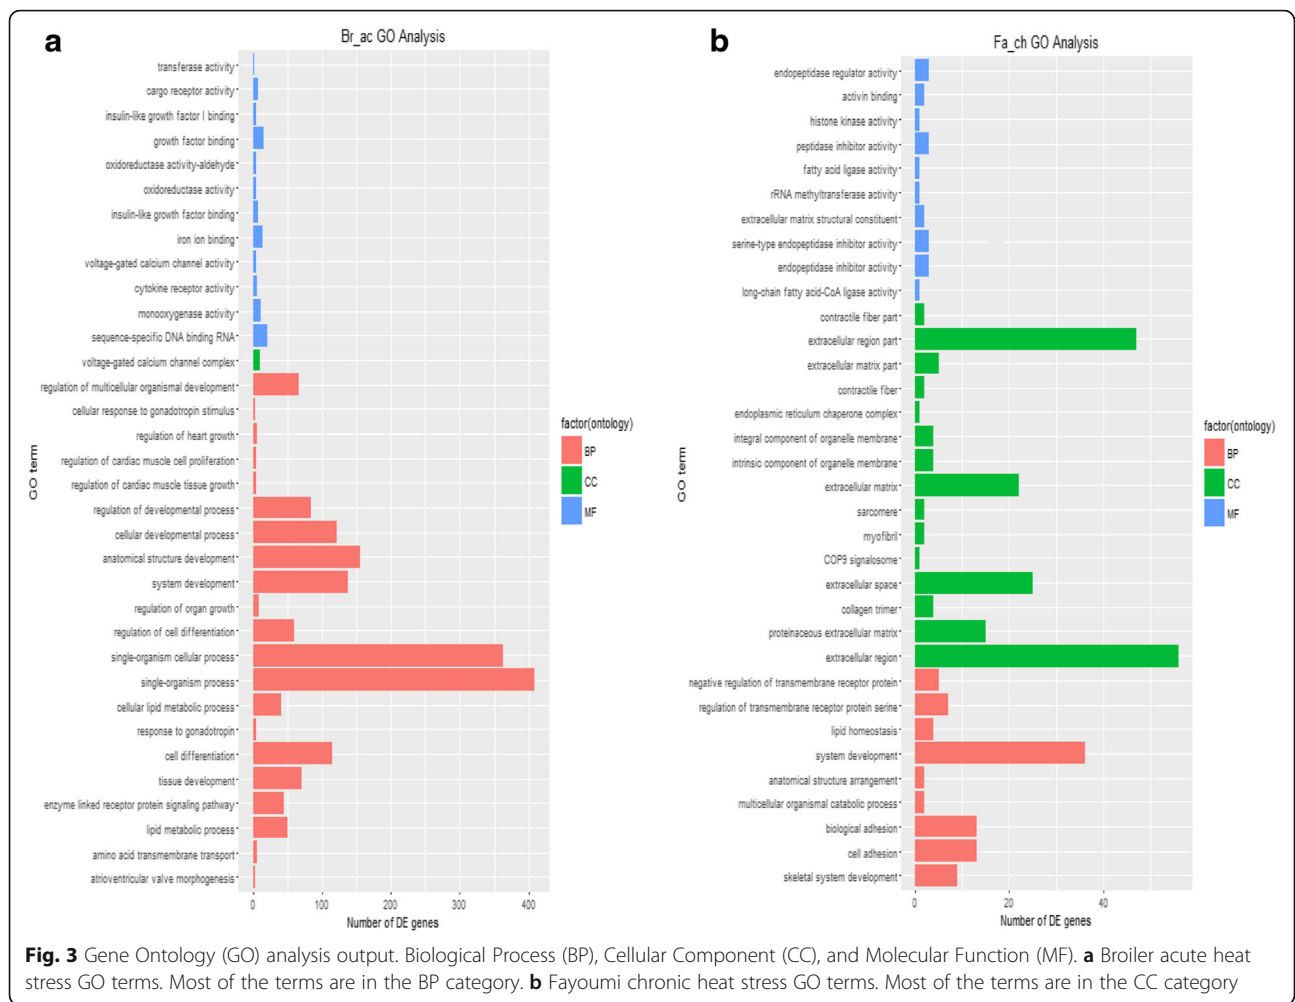 a
Br_ac GO Analysis
GO term
transferase activity
cargo receptor activity
insulin-like growth factor I binding
growth factor binding
oxidoreductase activity-aldehyde
oxidoreductase activity
insulin-like growth factor binding
iron ion binding
voltage-gated calcium channel activity
cytokine receptor activity
monooxygenase activity
sequence-specific DNA binding RNA
voltage-gated calcium channel complex
regulation of multicellular organismal development
cellular response to gonadotropin stimulus
regulation of heart growth
regulation of cardiac muscle cell proliferation
regulation of cardiac muscle tissue growth
regulation of developmental process
cellular developmental process
anatomical structure development
system development
regulation of organ growth
regulation of cell differentiation
single-organism cellular process
single-organism process
cellular lipid metabolic process
response to gonadotropin
cell differentiation
tissue development
enzyme linked receptor protein signaling pathway
lipid metabolic process
amino acid transmembrane transport
atrioventricular valve morphogenesis
0 100 200 300 400
Number of DE genes
factor(ontology)
BP
CC
MF
b
Fa_ch GO Analysis
GO term
endopeptidase regulator activity
activin binding
histone kinase activity
peptidase inhibitor activity
fatty acid ligase activity
rRNA methyltransferase activity
extracellular matrix structural constituent
serine-type endopeptidase inhibitor activity
endopeptidase inhibitor activity
long-chain fatty acid-CoA ligase activity
contractile fiber part
extracellular region part
extracellular matrix part
contractile fiber
endoplasmic reticulum chaperone complex
integral component of organelle membrane
intrinsic component of organelle membrane
extracellular matrix
sarcomere
myofibril
COP9 signalosome
extracellular space
collagen trimer
proteinaceous extracellular matrix
extracellular region
negative regulation of transmembrane receptor protein
regulation of transmembrane receptor protein serine
lipid homeostasis
system development
anatomical structure arrangement
multicellular organismal catabolic process
biological adhesion
cell adhesion
skeletal system development
0 20 40
Number of DE genes
factor(ontology)
BP
CC
MF
Fig. 3 Gene Ontology (GO) analysis output. Biological Process (BP), Cellular Component (CC), and Molecular Function (MF). a Broiler acute heat
stress GO terms. Most of the terms are in the BP category. b Fayoumi chronic heat stress GO terms. Most of the terms are in the CC category